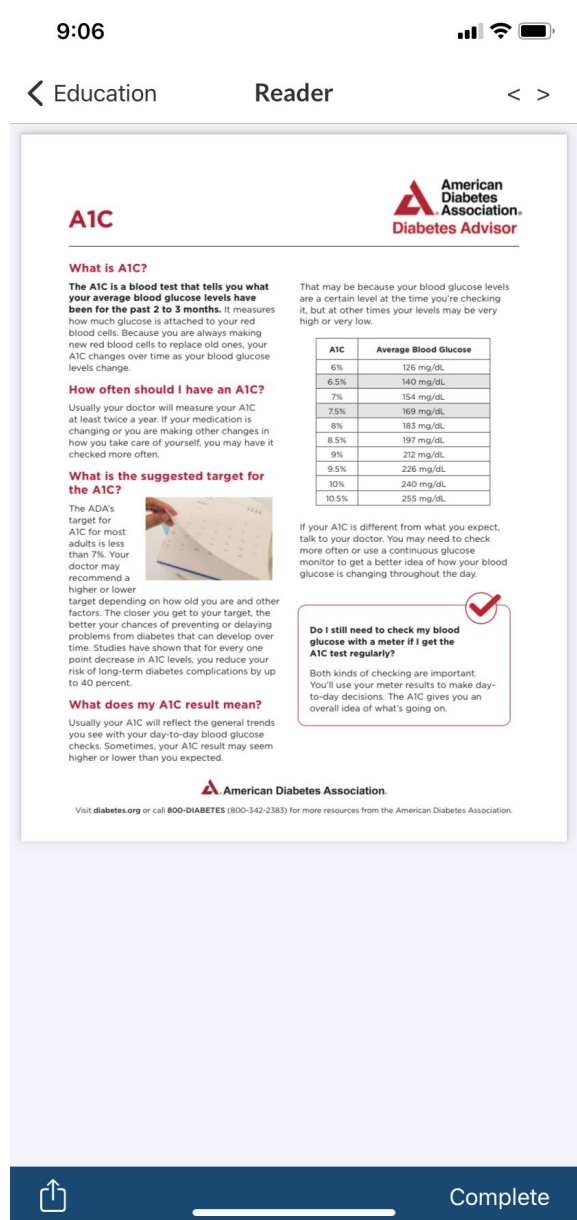 9:06
Education
Reader
< >
A1C
American
Diabetes
Association®
Diabetes Advisor
What is A1C?
The A1C is a blood test that tells you what
your average blood glucose levels have
been for the past 2 to 3 months. It measures
how much glucose is attached to your red
blood cells. Because you are always making
new red blood cells to replace old ones, your
A1C changes over time as your blood glucose
levels change.
How often should I have an A1C?
Usually your doctor will measure your A1C
at least twice a year. If your medication is
changing or you are making other changes in
how you take care of yourself, you may have it
checked more often.
What is the suggested target for
the A1C?
The ADA's
target for
A1C for most
adults is less
than 7%. Your
doctor may
recommend a
higher or lower
target depending on how old you are and other
factors. The closer you get to your target, the
better your chances of preventing or delaying
problems from diabetes that can develop over
time. Studies have shown that for every one
point decrease in A1C levels, you reduce your
risk of long-term diabetes complications by up
to 40 percent.
What does my A1C result mean?
Usually your A1C will reflect the general trends
you see with your day-to-day blood glucose
checks. Sometimes, your A1C result may seem
higher or lower than you expected.
That may be because your blood glucose levels
are a certain level at the time you're checking
it, but at other times your levels may be very
high or very low.
A1C Average Blood Glucose
6% 126 mg/dL
6.5% 140 mg/dL
7% 154 mg/dL
7.5% 169 mg/dL
8% 183 mg/dL
8.5% 197 mg/dL
9% 212 mg/dL
9.5% 226 mg/dL
10% 240 mg/dL
10.5% 255 mg/dL
If your A1C is different from what you expect,
talk to your doctor. You may need to check
more often or use a continuous glucose
monitor to get a better idea of how your blood
glucose is changing throughout the day.
Do I still need to check my blood
glucose with a meter if I get the
A1C test regularly?
Both kinds of checking are important.
You'll use your meter results to make day-
to-day decisions. The A1C gives you an
overall idea of what's going on.
American Diabetes Association.
Visit diabetes.org or call 800-DIABETES (800-342-2383) for more resources from the American Diabetes Association.
Complete